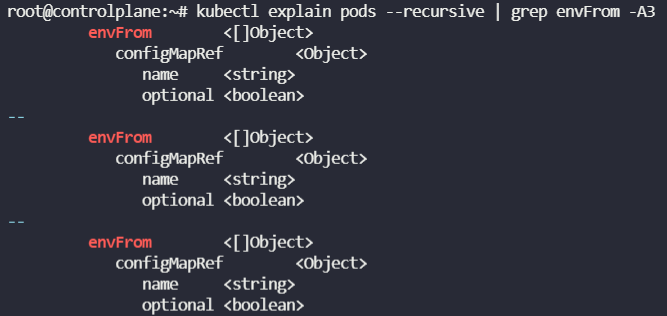 root@controlplane:~# kubectl explain pods --recursive | grep envFrom -A3
envFrom <[]Object>
configMapRef <Object>
name <string>
optional <boolean>
--
envFrom <[]Object>
configMapRef <Object>
name <string>
optional <boolean>
--
envFrom <[]Object>
configMapRef <Object>
name <string>
optional <boolean>